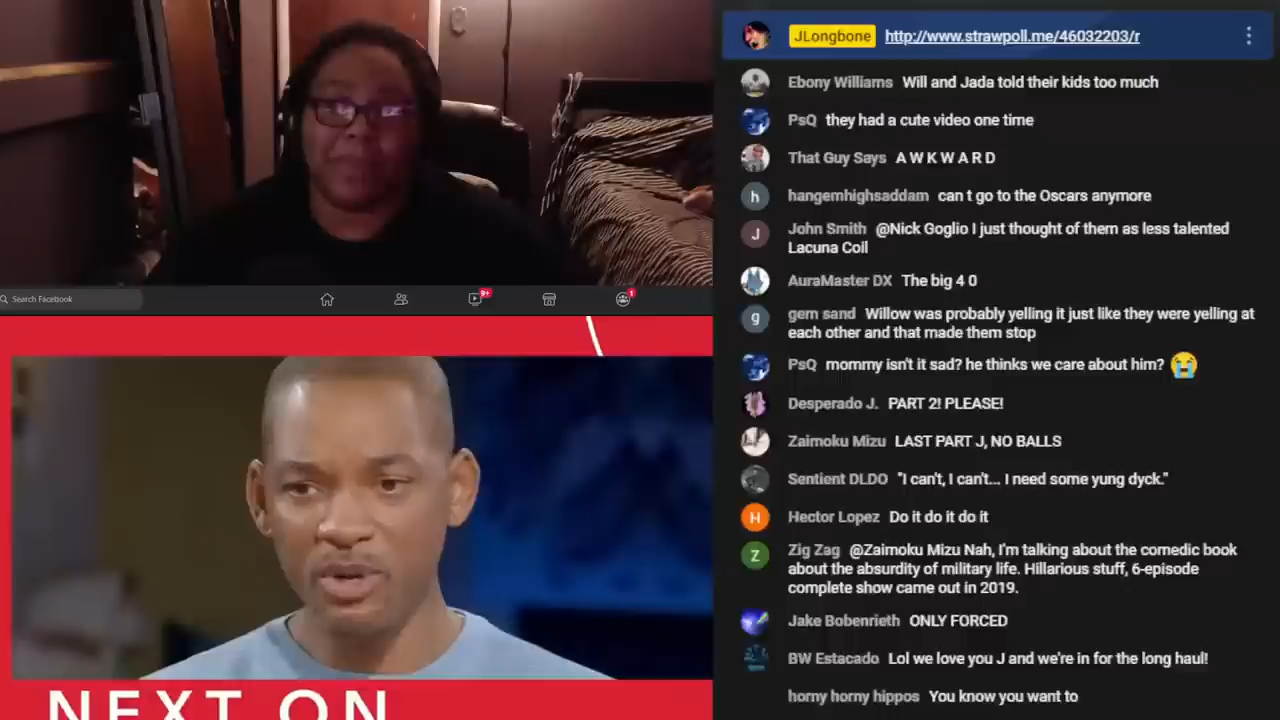 JLongbone http://www.strawpoll.me/46032203/r
Ebony Williams Will and Jada told their kids too much
PsQ they had a cute video one time
That Guy Says A W K W A R D
h hangemhighsaddam can t go to the Oscars anymore
J John Smith @Nick Goglio I just thought of them as less talented
Lacuna Coil
AuraMaster DX The big 4 0
g gem sand Willow was probably yelling it just like they were yelling at
each other and that made them stop
PsQ mommy isn't it sad? he thinks we care about him? 😭
Desperado J. PART 2! PLEASE!
Zaimoku Mizu LAST PART J, NO BALLS
Sentient DLDO "I can't, I can't... I need some yung dyck."
H Hector Lopez Do it do it do it
Z Zig Zag @Zaimoku Mizu Nah, I'm talking about the comedic book
about the absurdity of military life. Hillarious stuff, 6-episode
complete show came out in 2019.
Jake Bobenrieth ONLY FORCED
BW Estacado Lol we love you J and we're in for the long haul!
horny horny hippos You know you want to
Search Facebook
9+
1
NEXT ON